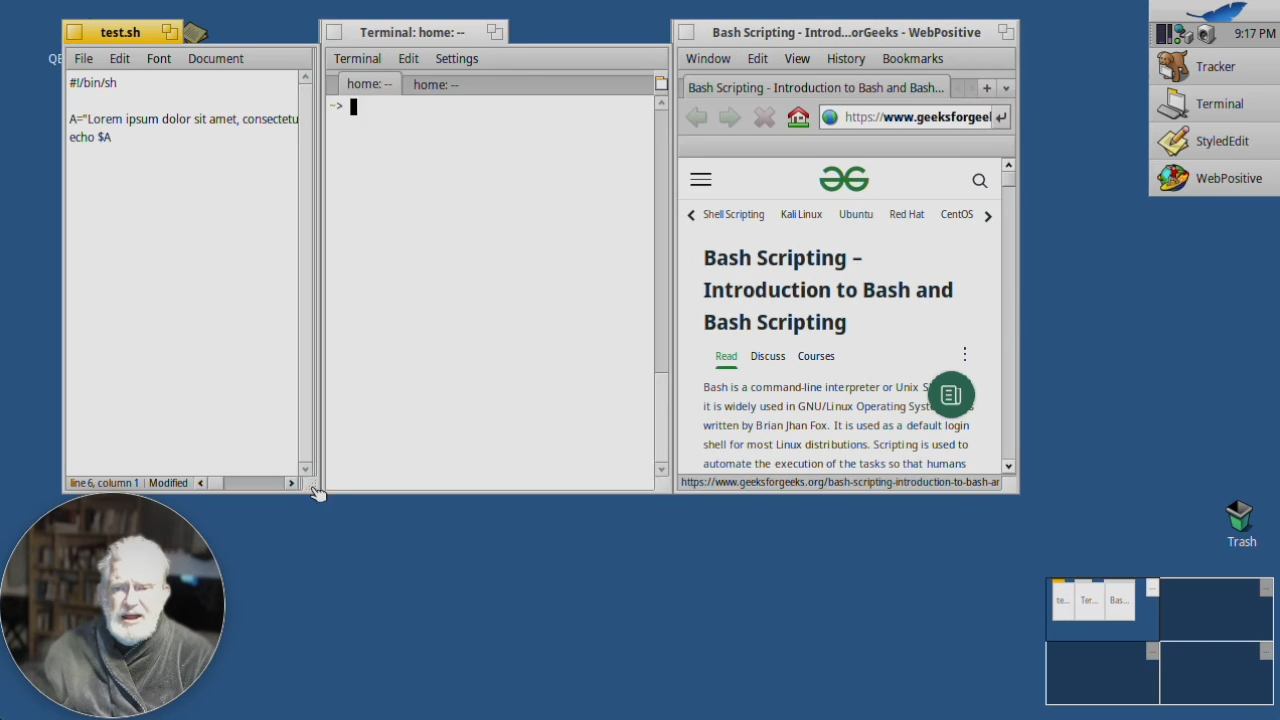 test.sh
Terminal: home: --
Bash Scripting - Introd...orGeeks - WebPositive
9:17 PM
File Edit Font Document
Terminal Edit Settings
Window Edit View History Bookmarks
Tracker
Terminal
StyledEdit
WebPositive
#!/bin/sh
A="Lorem ipsum dolor sit amet, consectetu
echo $A
home: --
home: --
~>
Bash Scripting - Introduction to Bash and Bash...
https://www.geeksforgeel
Shell Scripting Kali Linux Ubuntu Red Hat CentOS
Bash Scripting –
Introduction to Bash and
Bash Scripting
Read Discuss Courses
Bash is a command-line interpreter or Unix
it is widely used in GNU/Linux Operating
written by Brian Jhan Fox. It is used as a default login
shell for most Linux distributions. Scripting is used to
automate the execution of the tasks so that humans
line 6, column 1 Modified
https://www.geeksforgeeks.org/bash-scripting-introduction-to-bash-ar
Trash
te...
Ter...
Bas...